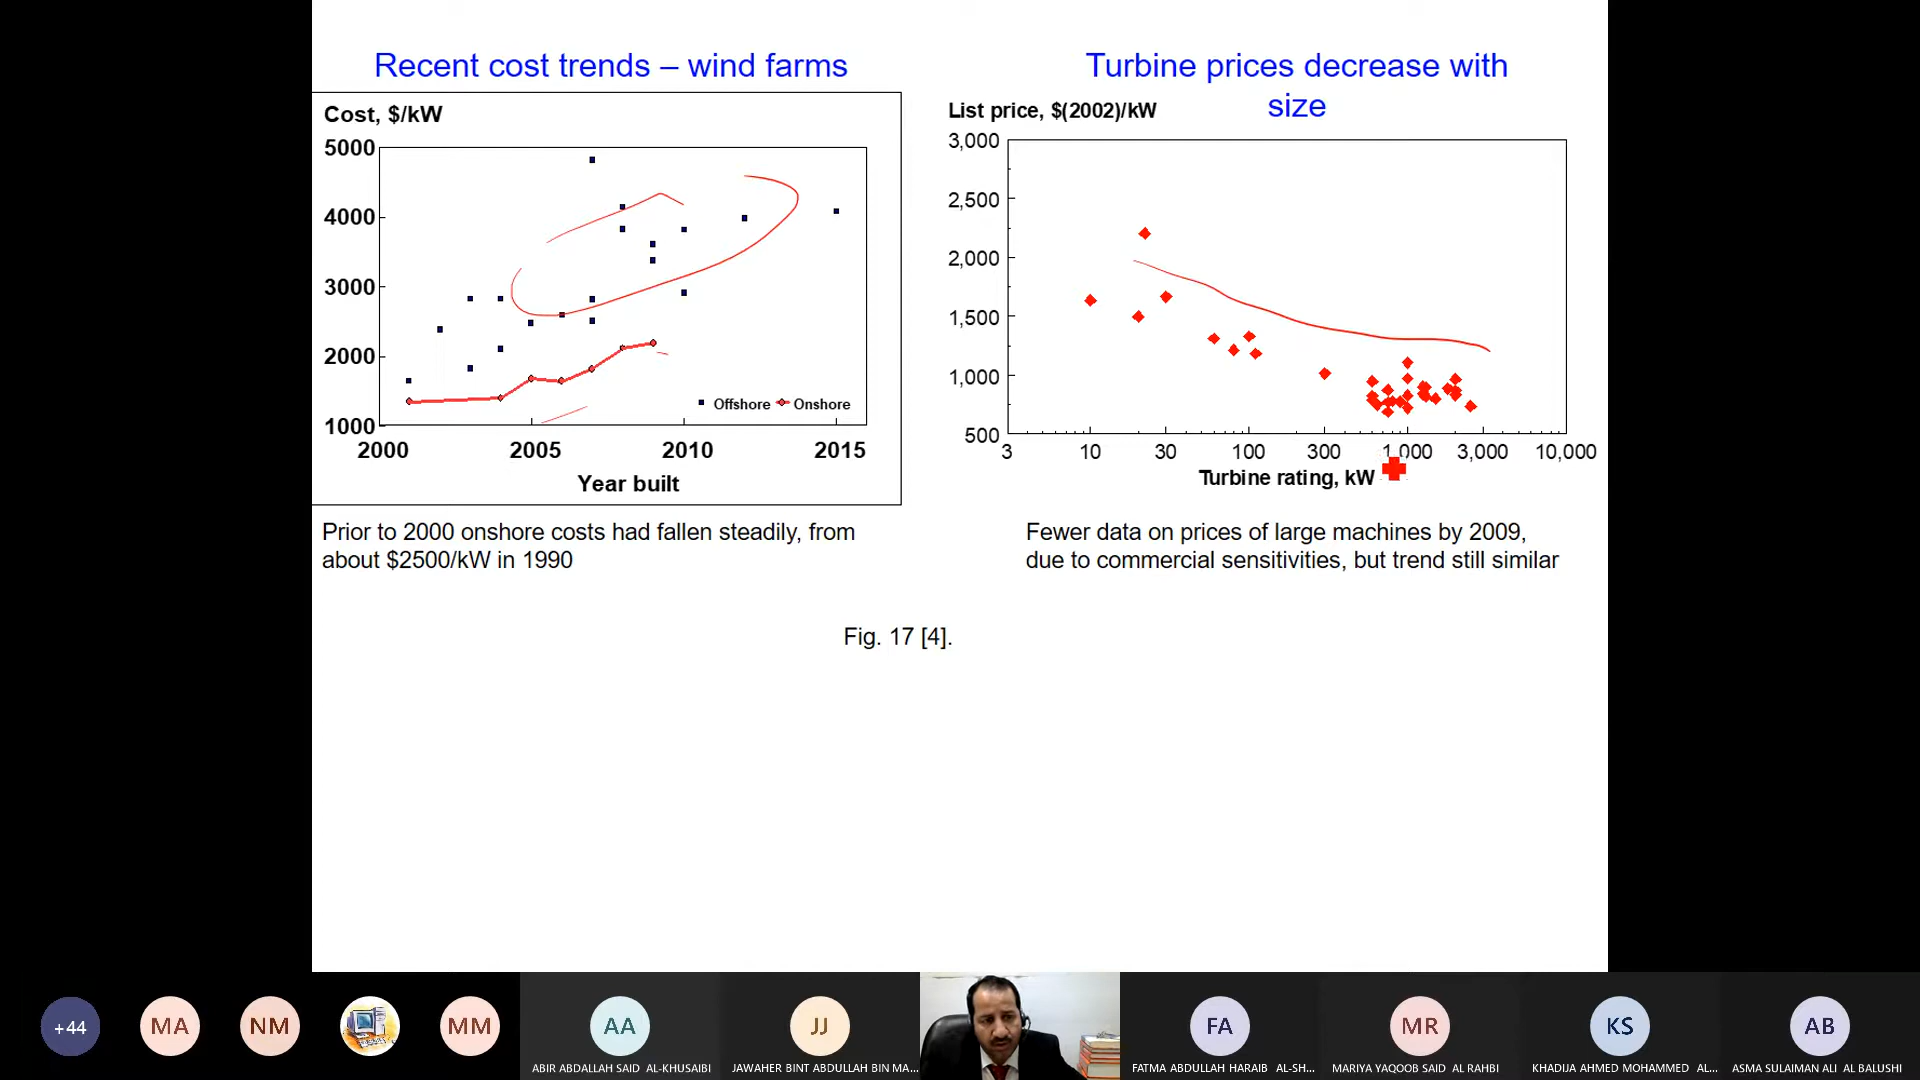 Recent cost trends – wind farms
Cost, $/kW
5000
4000
3000
2000
1000
2000 2005 2010 2015
Offshore Onshore
Year built
Prior to 2000 onshore costs had fallen steadily, from
about $2500/kW in 1990
Turbine prices decrease with
size
List price, $(2002)/kW
3,000
2,500
2,000
1,500
1,000
500
3 10 30 100 300 1,000 3,000 10,000
Turbine rating, kW
Fewer data on prices of large machines by 2009,
due to commercial sensitivities, but trend still similar
Fig. 17 [4].
+44 MA NM MM AA JJ FA MR KS AB
ABIR ABDALLAH SAID AL-KHUSAIBI
JAWAHER BINT ABDULLAH BIN MA...
FATMA ABDULLAH HARAIB AL-SH...
MARIYA YAQOOB SAID AL RAHBI
KHADIJA AHMED MOHAMMED AL...
ASMA SULAIMAN ALI AL BALUSHI